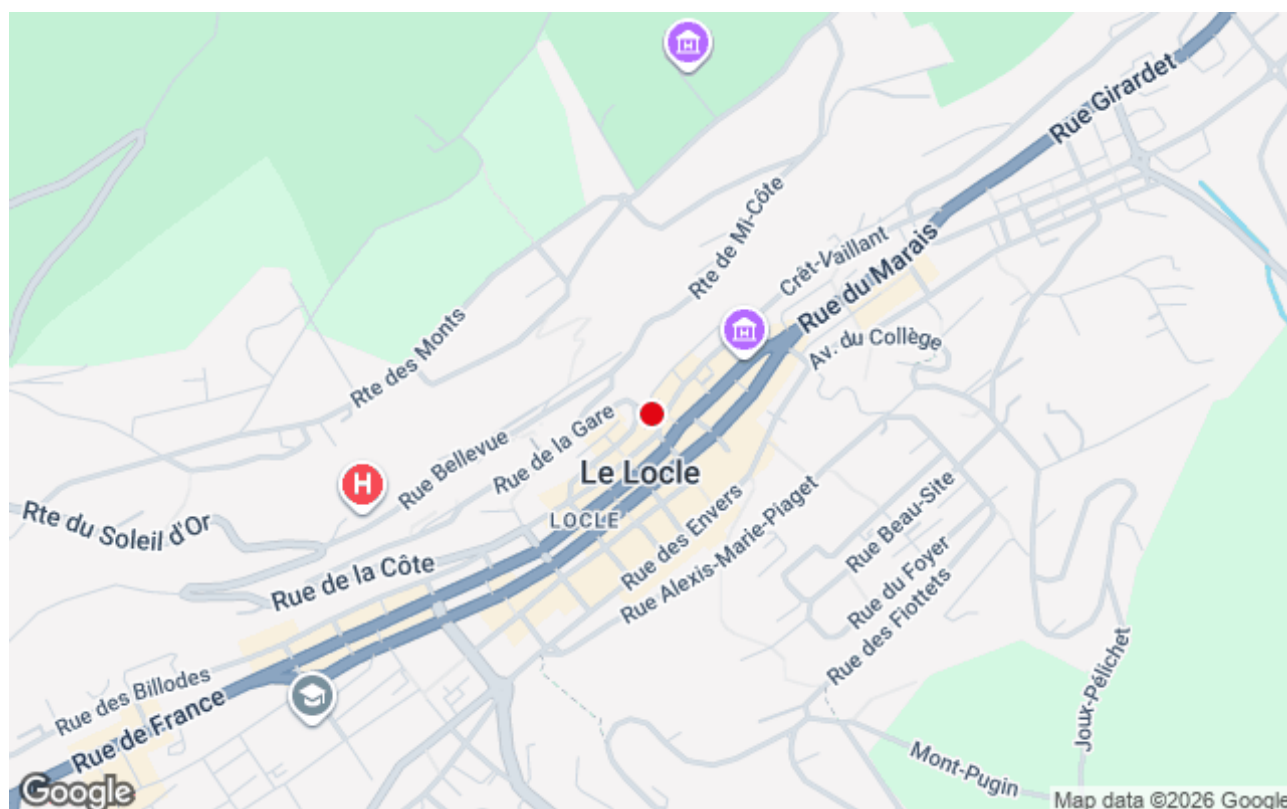 Rue Girardet
Rte de Mi-Côte
Crêt-Vaillant
Rue du Marais
Av. du Collège
Rte des Monts
Rue de la Gare
Rue Bellevue
H
Le Locle
LOCLE
Rte du Soleil d'Or
Rue de la Côte
Rue des Envers
Rue Alexis-Marie-Piaget
Rue Beau-Site
Rue du Foyer
Rue des Fiottets
Rue des Billodes
Rue de France
Joux-Pélichet
Mont-Pugin
Google
Map data ©2026 Google